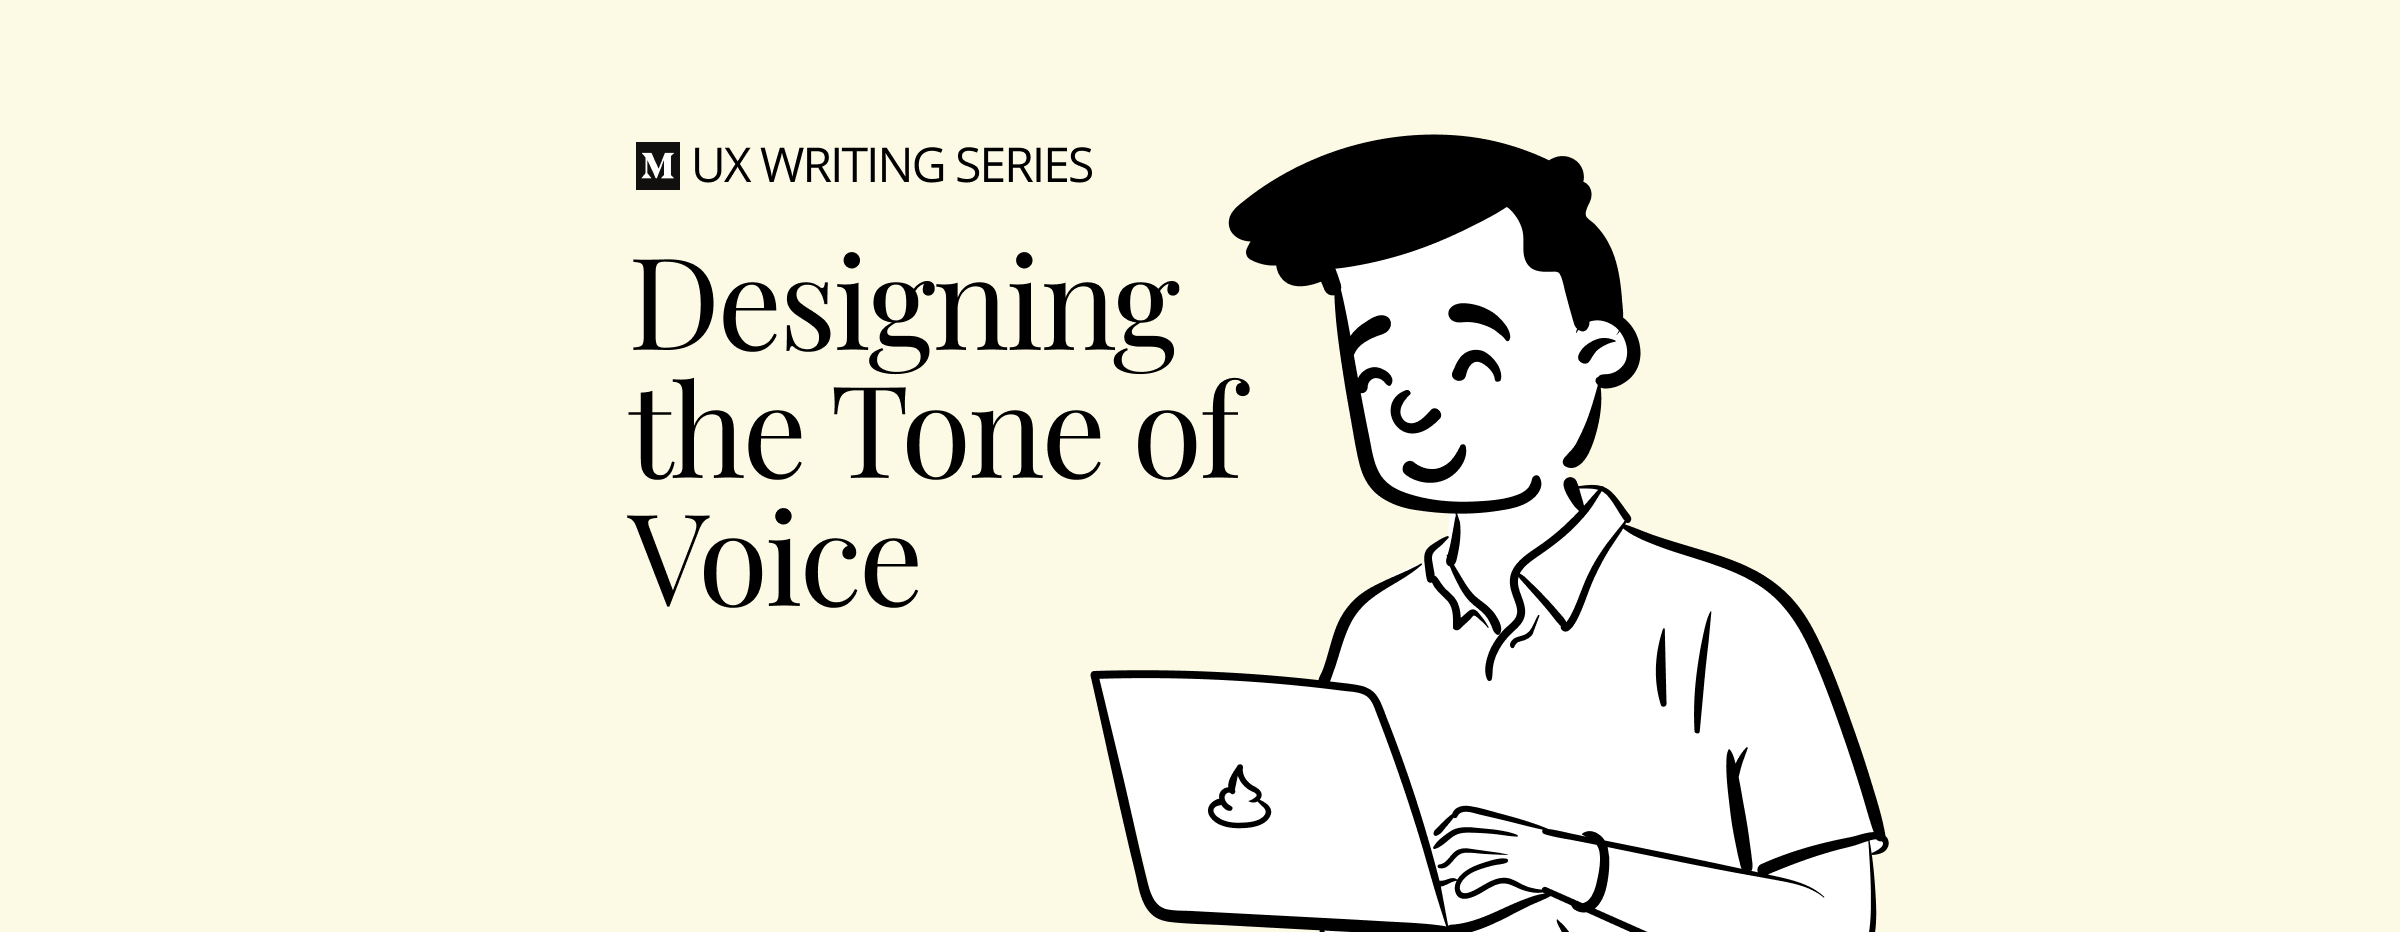 M UX WRITING SERIES
Designing
the Tone of
Voice